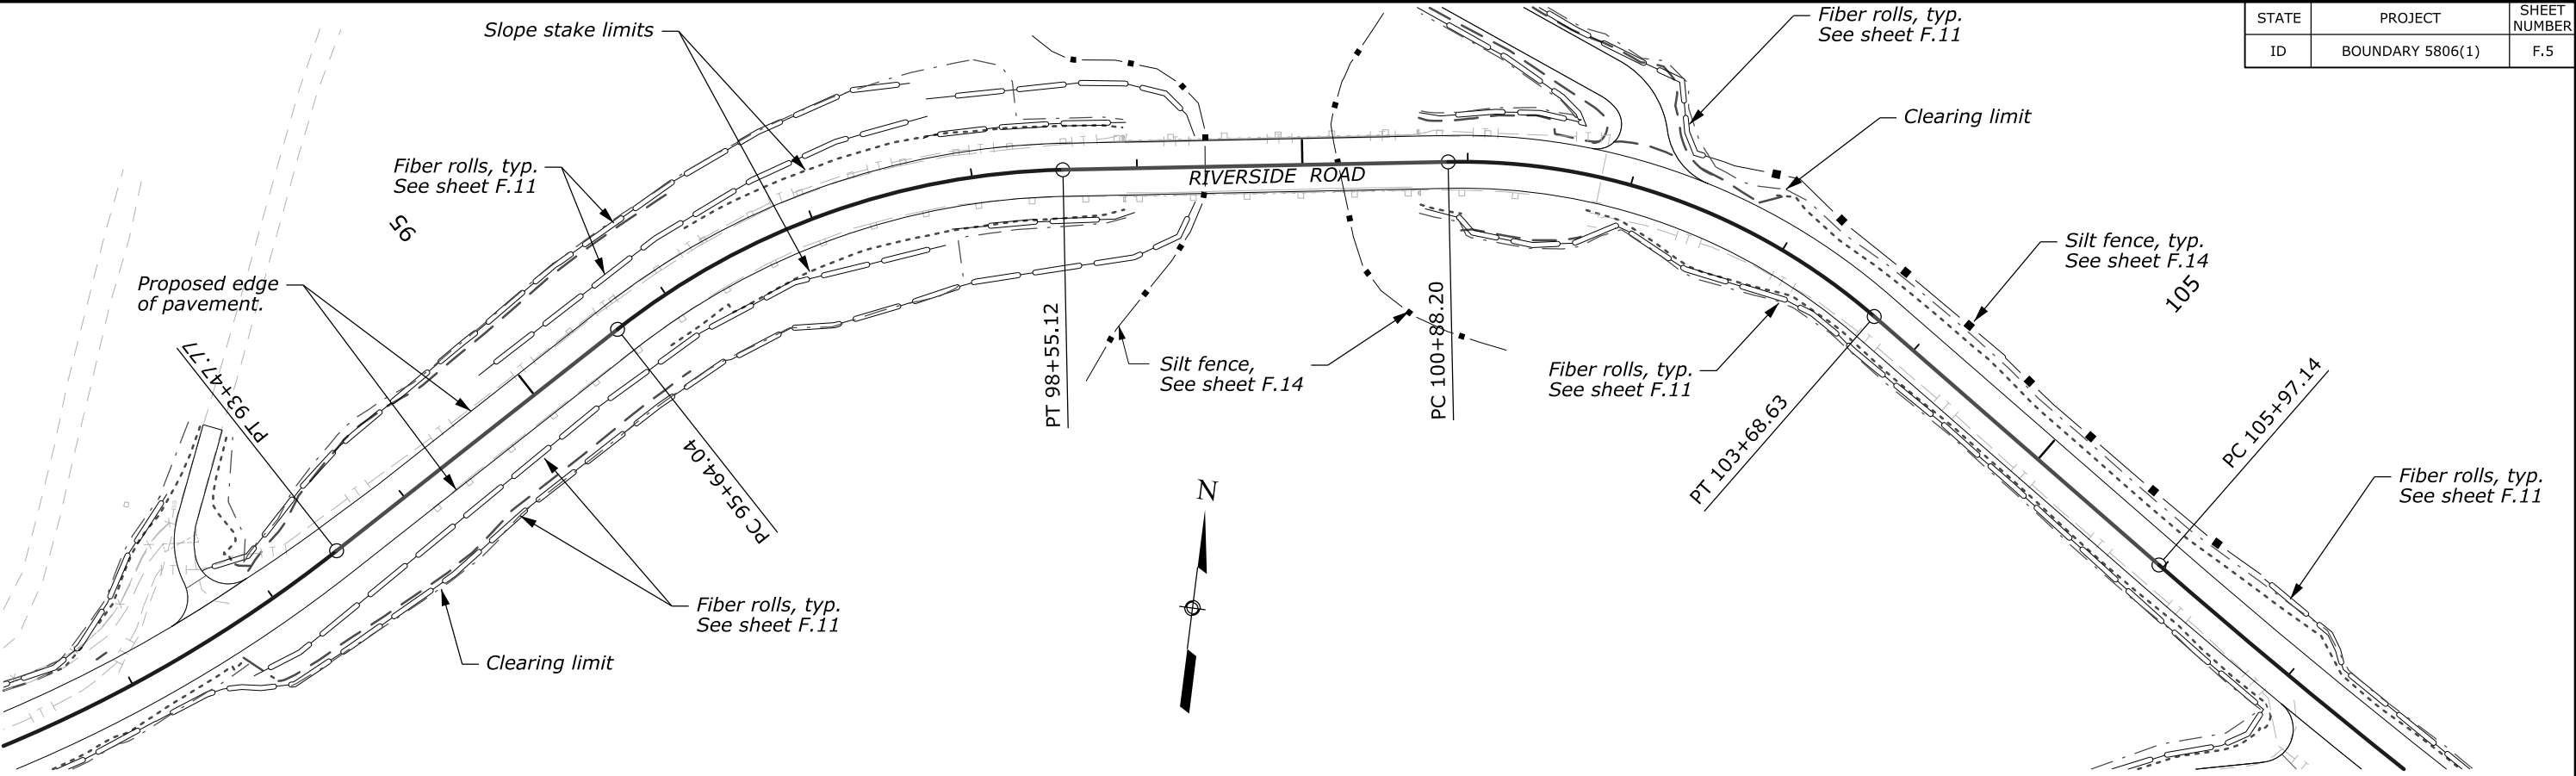 STATE
PROJECT
SHEET
NUMBER
ID
BOUNDARY 5806(1)
F.5
Slope stake limits
Fiber rolls, typ.
See sheet F.11
Clearing limit
Fiber rolls, typ.
See sheet F.11
RIVERSIDE ROAD
95
Silt fence, typ.
See sheet F.14
105
Proposed edge
of pavement.
PT 93+47.77
PC 95+64.04
PT 98+55.12
Silt fence,
See sheet F.14
PC 100+88.20
Fiber rolls, typ.
See sheet F.11
PT 103+68.63
PC 105+97.14
Fiber rolls, typ.
See sheet F.11
N
Fiber rolls, typ.
See sheet F.11
Clearing limit